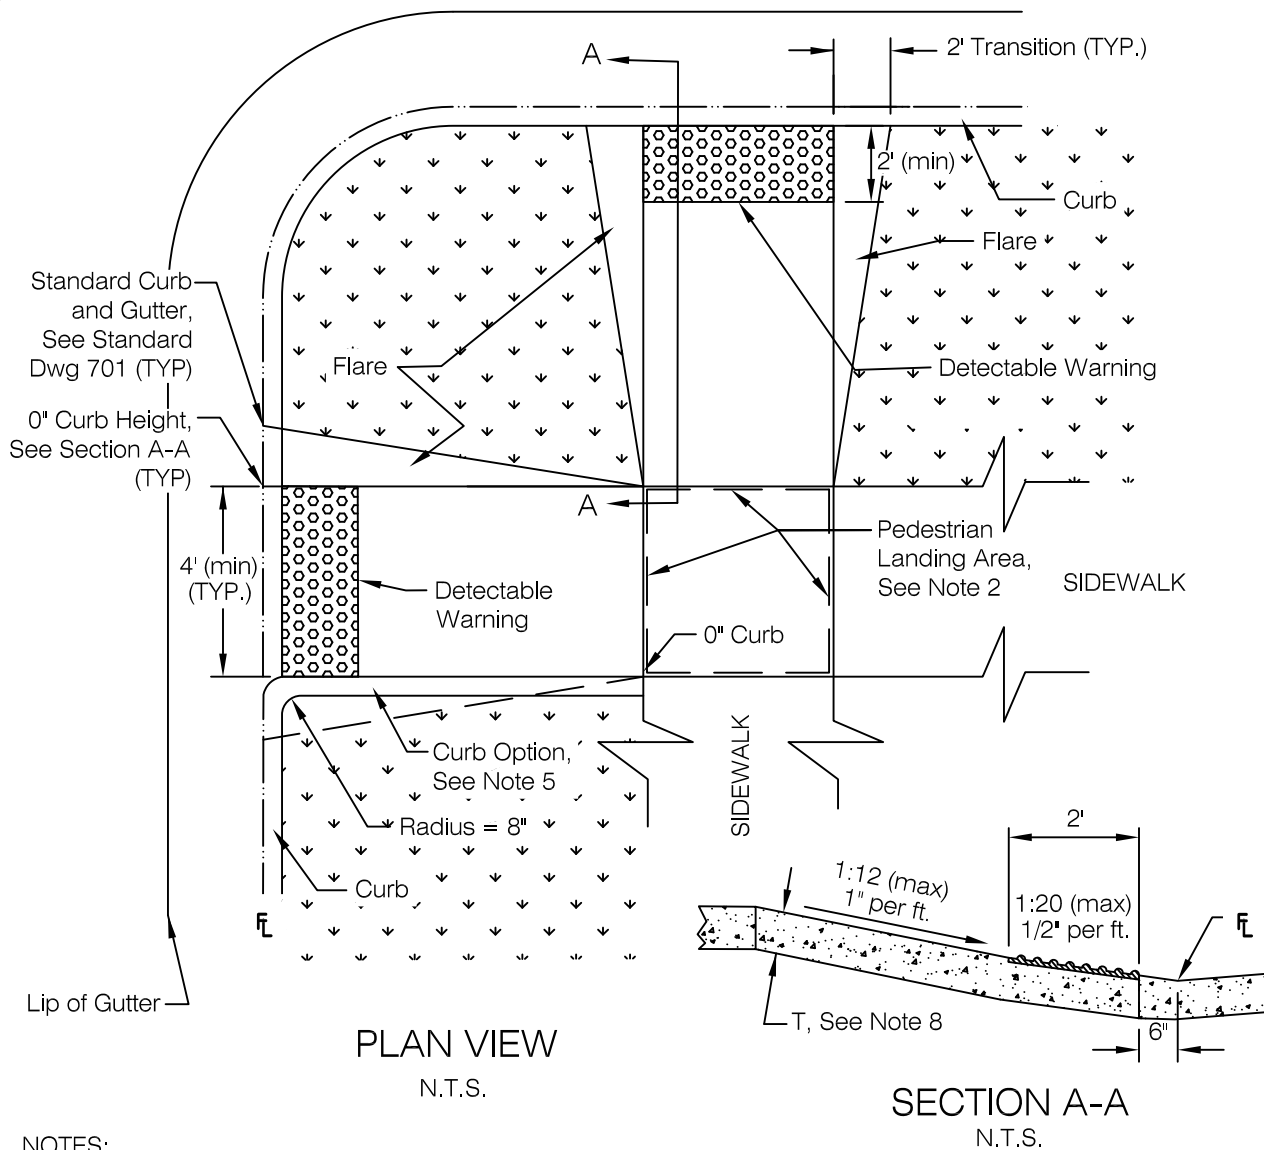 A
2' Transition (TYP.)
2' (min)
Curb
Flare
Standard Curb
and Gutter,
See Standard
Dwg 701 (TYP)
Flare
Detectable Warning
0" Curb Height,
See Section A-A
(TYP)
A
4' (min)
(TYP.)
Detectable
Warning
Pedestrian
Landing Area,
See Note 2
SIDEWALK
0" Curb
Curb Option,
See Note 5
SIDEWALK
Radius = 8"
Curb
FL
Lip of Gutter
PLAN VIEW
N.T.S.
2'
1:12 (max)
1" per ft.
1:20 (max)
1/2" per ft.
FL
T, See Note 8
6"
SECTION A-A
N.T.S.
NOTES: